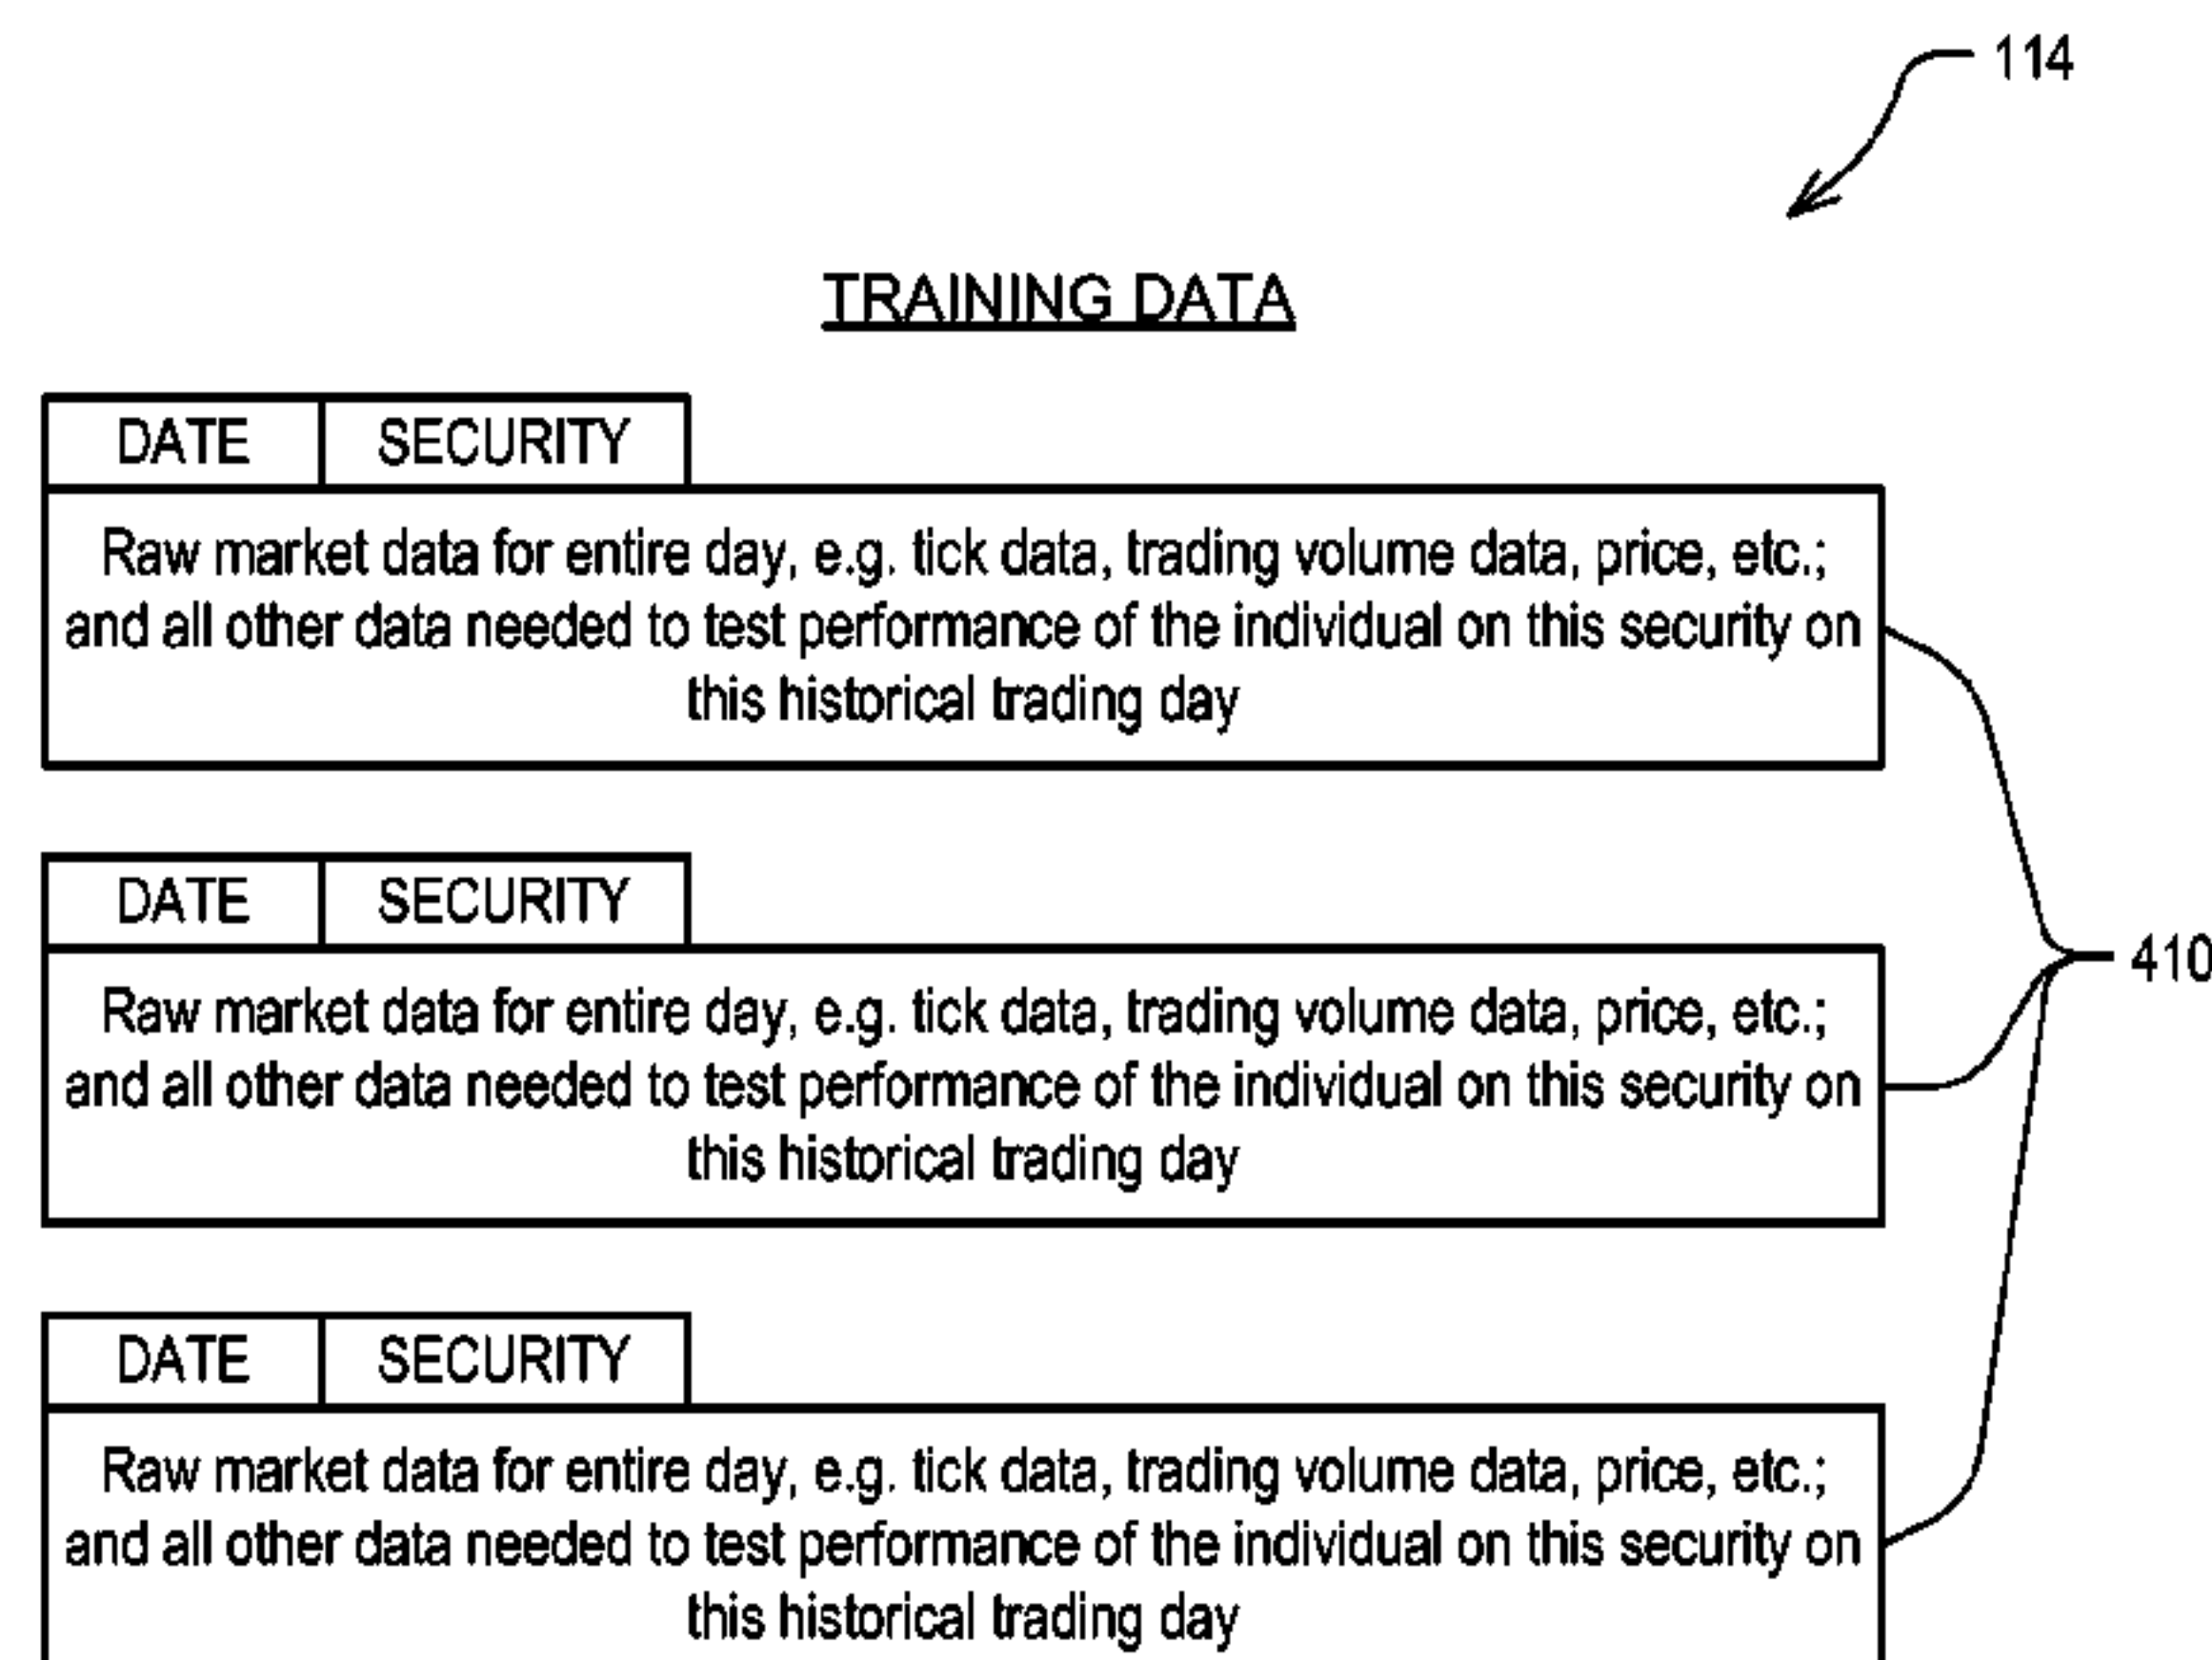 114
TRAINING DATA
DATE SECURITY
Raw market data for entire day, e.g. tick data, trading volume data, price, etc.;
and all other data needed to test performance of the individual on this security on
this historical trading day
DATE SECURITY
410
Raw market data for entire day, e.g. tick data, trading volume data, price, etc.;
and all other data needed to test performance of the individual on this security on
this historical trading day
DATE SECURITY
Raw market data for entire day, e.g. tick data, trading volume data, price, etc.;
and all other data needed to test performance of the individual on this security on
this historical trading day